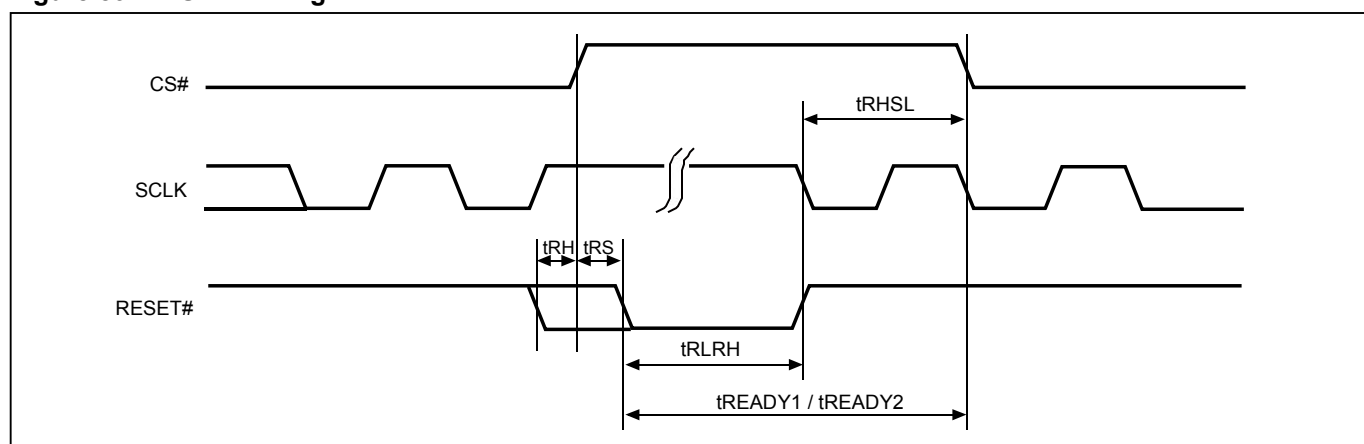 CS#
tRHSL
SCLK
tRH
tRS
RESET#
tRLRH
tREADY1 / tREADY2